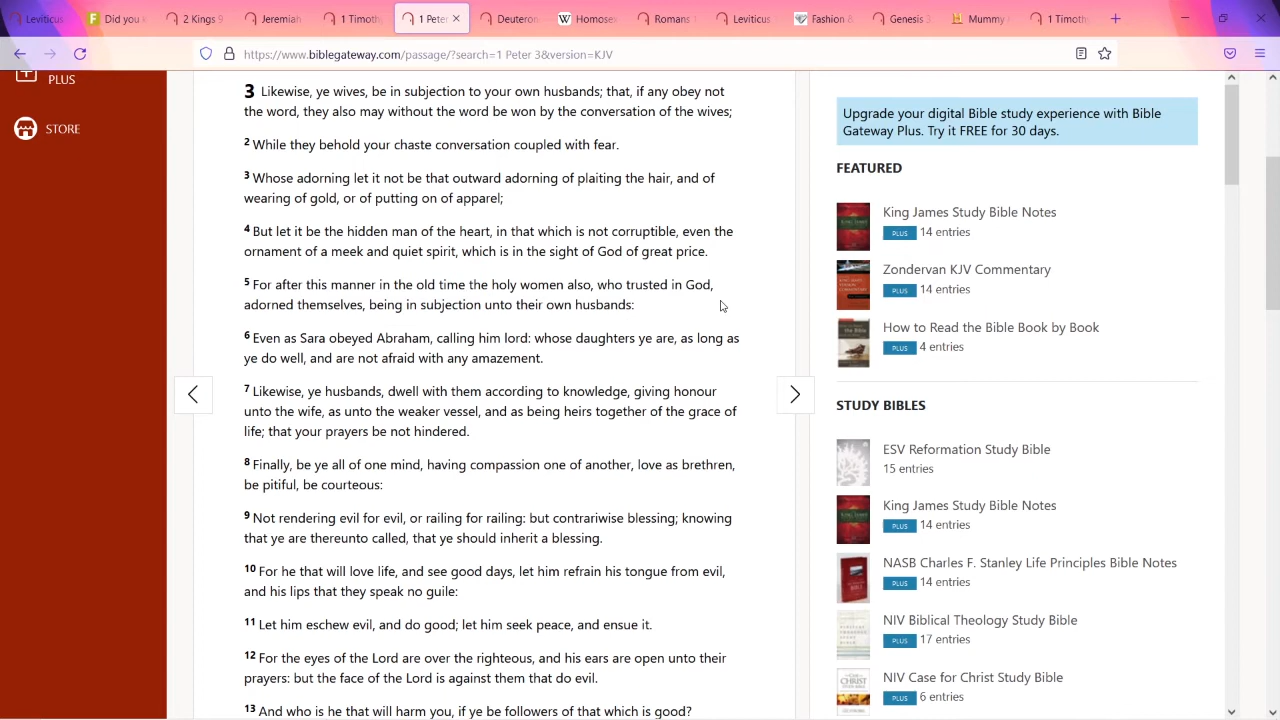 Leviticus
Did you k
2 Kings 9
Jeremiah
1 Timoth
1 Peter
Deuteron
Homosex
Romans 1
Leviticus
Fashion &
Genesis 3
Mummy
1 Timoth
https://www.biblegateway.com/passage/?search=1 Peter 3&version=KJV
PLUS
STORE
3 Likewise, ye wives, be in subjection to your own husbands; that, if any obey not
the word, they also may without the word be won by the conversation of the wives;
2 While they behold your chaste conversation coupled with fear.
3 Whose adorning let it not be that outward adorning of plaiting the hair, and of
wearing of gold, or of putting on of apparel;
4 But let it be the hidden man of the heart, in that which is not corruptible, even the
ornament of a meek and quiet spirit, which is in the sight of God of great price.
5 For after this manner in the old time the holy women also, who trusted in God,
adorned themselves, being in subjection unto their own husbands:
6 Even as Sara obeyed Abraham, calling him lord: whose daughters ye are, as long as
ye do well, and are not afraid with any amazement.
7 Likewise, ye husbands, dwell with them according to knowledge, giving honour
unto the wife, as unto the weaker vessel, and as being heirs together of the grace of
life; that your prayers be not hindered.
8 Finally, be ye all of one mind, having compassion one of another, love as brethren,
be pitiful, be courteous:
9 Not rendering evil for evil, or railing for railing: but contrariwise blessing; knowing
that ye are thereunto called, that ye should inherit a blessing.
10 For he that will love life, and see good days, let him refrain his tongue from evil,
and his lips that they speak no guile:
11 Let him eschew evil, and do good; let him seek peace, and ensue it.
12 For the eyes of the Lord are over the righteous, and his ears are open unto their
prayers: but the face of the Lord is against them that do evil.
13 And who is he that will harm you, if ye be followers of that which is good?
Upgrade your digital Bible study experience with Bible
Gateway Plus. Try it FREE for 30 days.
FEATURED
King James Study Bible Notes
PLUS 14 entries
Zondervan KJV Commentary
PLUS 14 entries
How to Read the Bible Book by Book
PLUS 4 entries
STUDY BIBLES
ESV Reformation Study Bible
15 entries
King James Study Bible Notes
PLUS 14 entries
NASB Charles F. Stanley Life Principles Bible Notes
PLUS 14 entries
NIV Biblical Theology Study Bible
PLUS 17 entries
NIV Case for Christ Study Bible
PLUS 6 entries